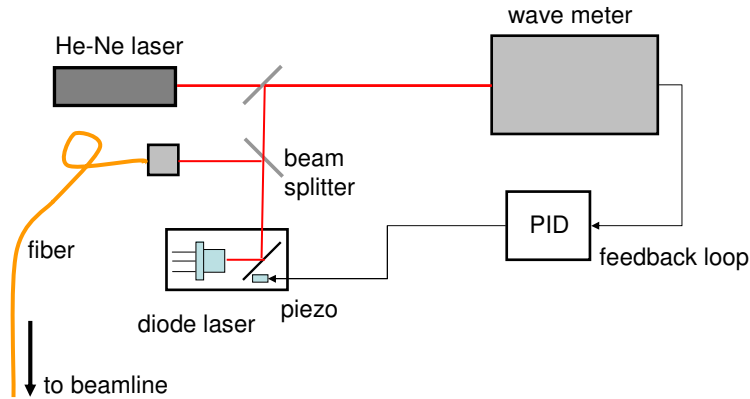 wave meter
He-Ne laser
beam
splitter
PID
fiber
feedback loop
diode laser
piezo
to beamline